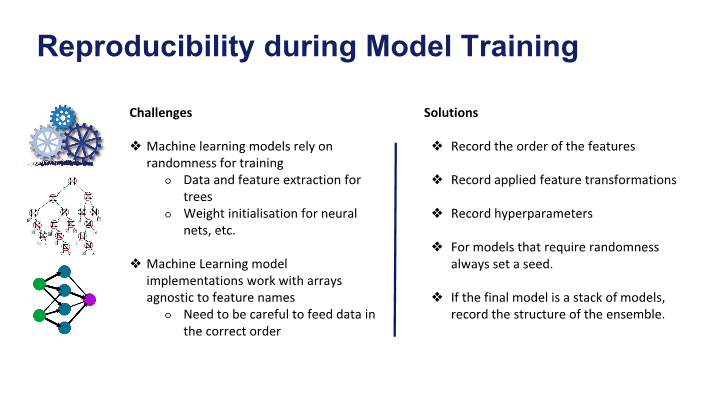 Reproducibility during Model Training
Challenges
❖ Machine learning models rely on
randomness for training
○ Data and feature extraction for
trees
○ Weight initialisation for neural
nets, etc.
❖ Machine Learning model
implementations work with arrays
agnostic to feature names
○ Need to be careful to feed data in
the correct order
Solutions
❖ Record the order of the features
❖ Record applied feature transformations
❖ Record hyperparameters
❖ For models that require randomness
always set a seed.
❖ If the final model is a stack of models,
record the structure of the ensemble.